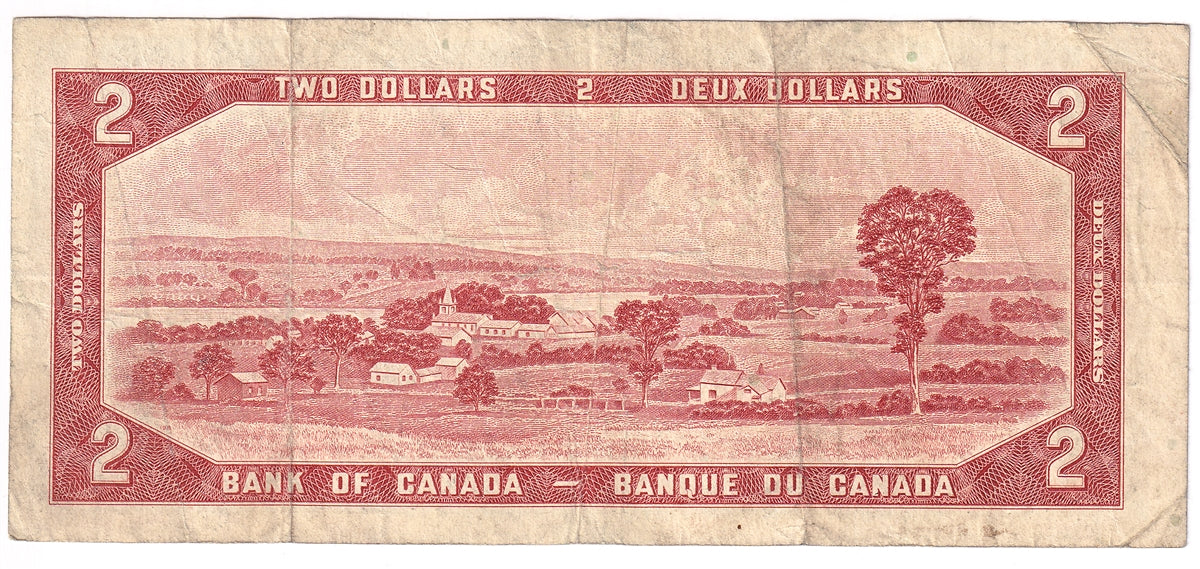 TWO DOLLARS 2 DEUX DOLLARS
2
2
TWO DOLLARS
DEUX DOLLARS
2
2
BANK OF CANADA — BANQUE DU CANADA